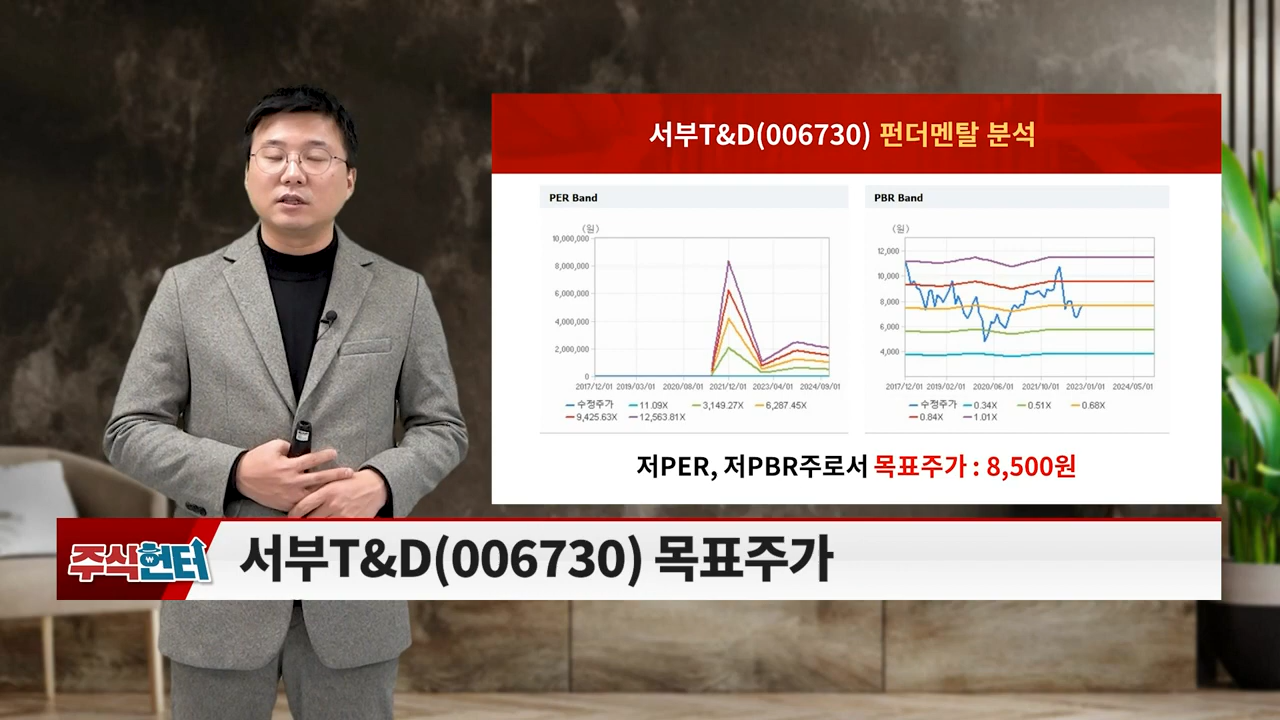 서부T&D(006730) 펀더멘탈 분석
PER Band
(원)
10,000,000
8,000,000
6,000,000
4,000,000
2,000,000
0
2017/12/01 2019/03/01 2020/08/01 2021/12/01 2023/04/01 2024/09/01
수정주가 11.09X 3,149.27X 6,287.45X
9,425.63X 12,563.81X
PBR Band
(원)
12,000
10,000
8,000
6,000
4,000
2017/12/01 2019/02/01 2020/06/01 2021/10/01 2023/01/01 2024/05/01
수정주가 0.34X 0.51X 0.68X
0.84X 1.01X
저PER, 저PBR주로서 목표주가 : 8,500원
주식헌터
서부T&D(006730) 목표주가